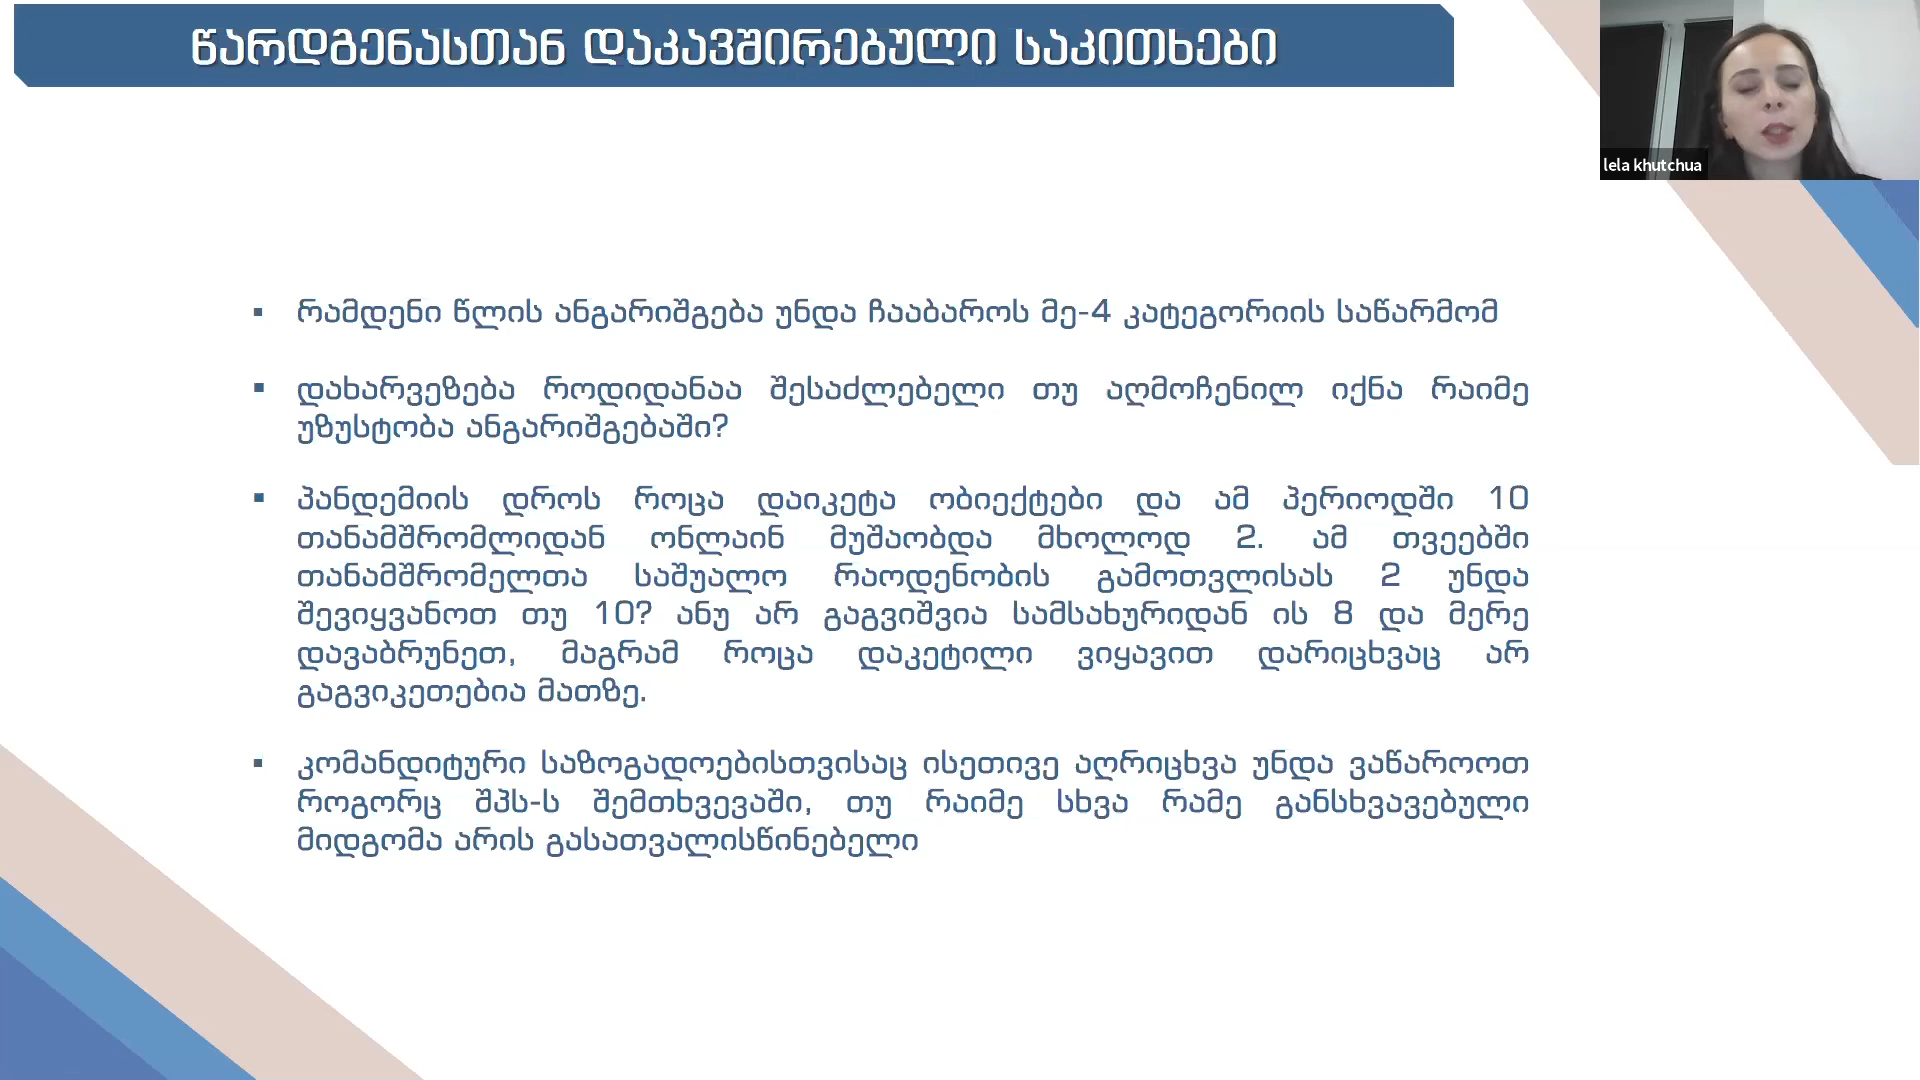 წარდგენასთან დაკავშირებული საკითხები
lela khutchua
▪ რამდენი წლის ანგარიშგება უნდა ჩააბაროს მე-4 კატეგორიის საწარმომ
▪ დახარვეზება როდიდანაა შესაძლებელი თუ აღმოჩენილ იქნა რაიმე
უზუსტობა ანგარიშგებაში?
▪ პანდემიის დროს როცა დაიკეტა ობიექტები და ამ პერიოდში 10
თანამშრომლიდან ონლაინ მუშაობდა მხოლოდ 2. ამ თვეებში
თანამშრომელთა საშუალო რაოდენობის გამოთვლისას 2 უნდა
შევიყვანოთ თუ 10? ანუ არ გაგვიშვია სამსახურიდან ის 8 და მერე
დავაბრუნეთ, მაგრამ როცა დაკეტილი ვიყავით დარიცხვაც არ
გაგვიკეთებია მათზე.
▪ კომანდიტური საზოგადოებისთვისაც ისეთივე აღრიცხვა უნდა ვაწაროოთ
როგორც შპს-ს შემთხვევაში, თუ რაიმე სხვა რამე განსხვავებული
მიდგომა არის გასათვალისწინებელი